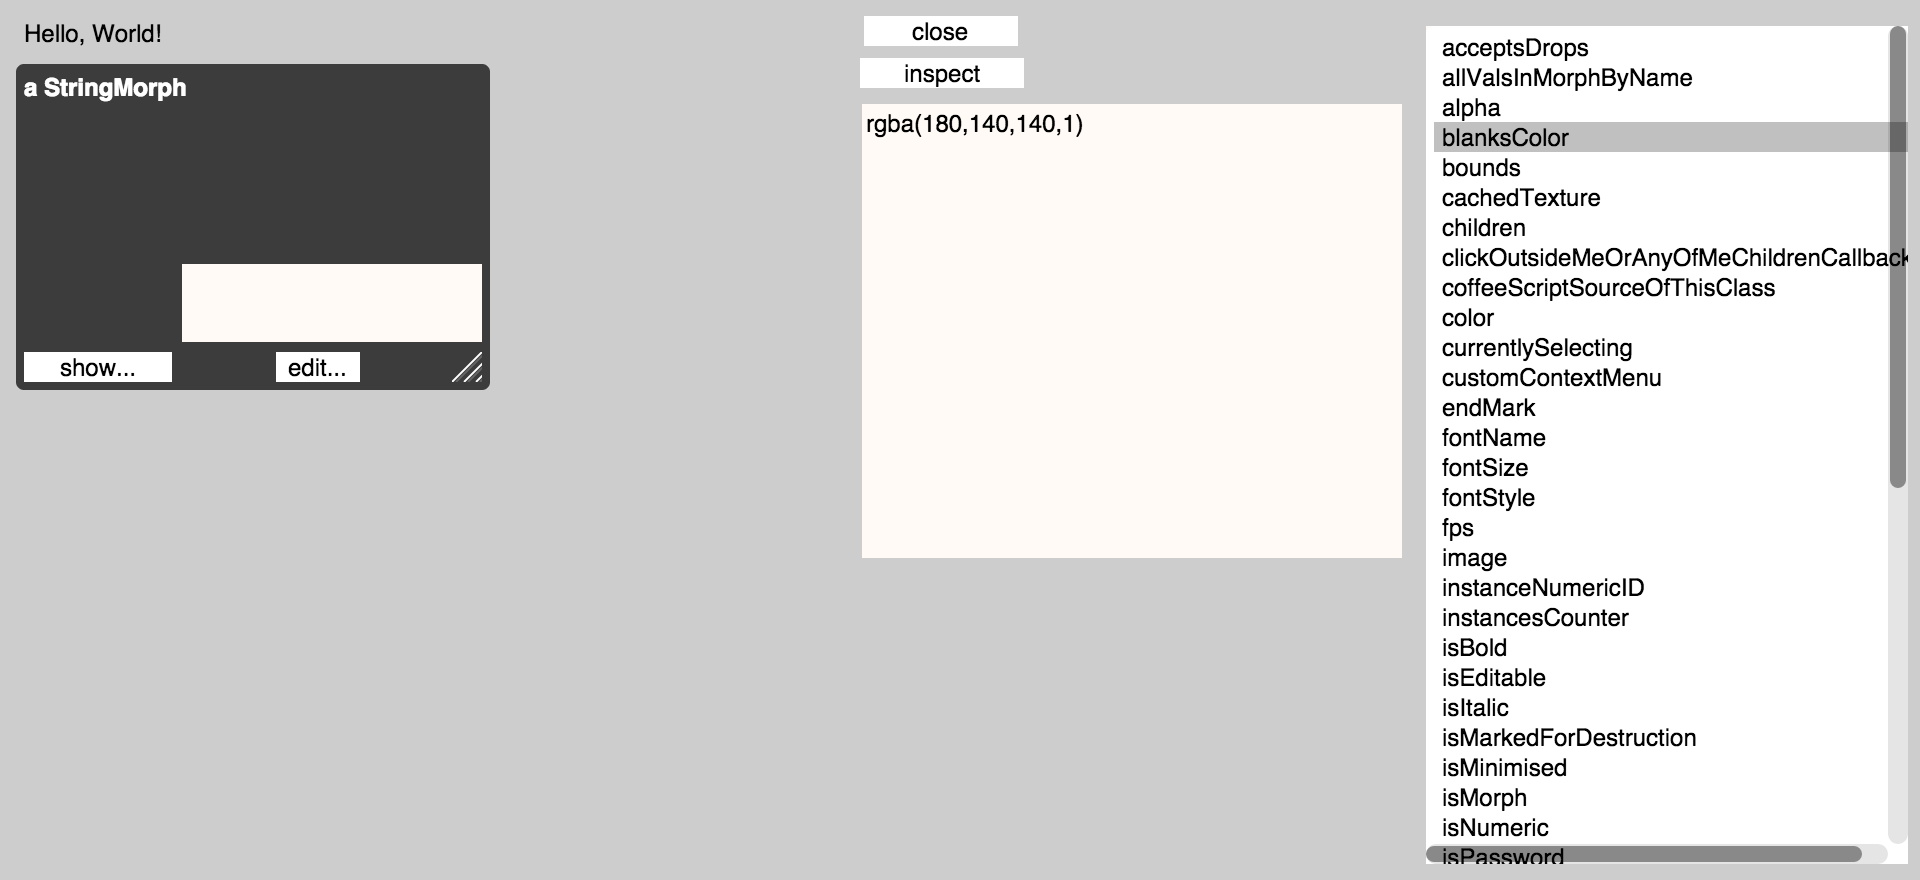 Hello, World!
a StringMorph
show...
edit...
close
inspect
rgba(180,140,140,1)
acceptsDrops
allValsInMorphByName
alpha
blanksColor
bounds
cachedTexture
children
clickOutsideMeOrAnyOfMeChildrenCallback
coffeeScriptSourceOfThisClass
color
currentlySelecting
customContextMenu
endMark
fontName
fontSize
fontStyle
fps
image
instanceNumericID
instancesCounter
isBold
isEditable
isItalic
isMarkedForDestruction
isMinimised
isMorph
isNumeric
isPassword